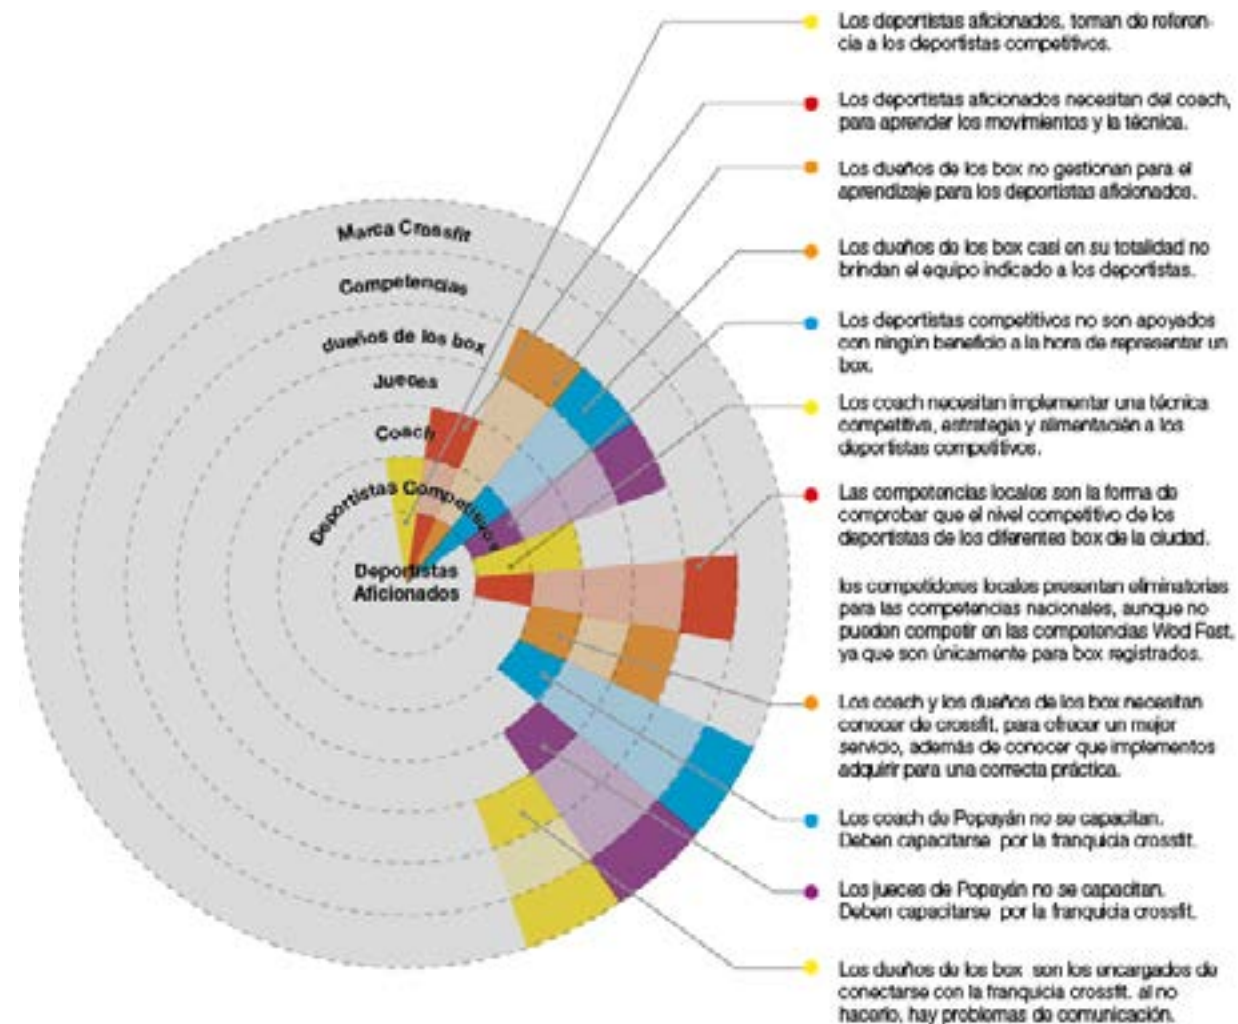 Marca Crossfit
Competencias
dueños de los box
Jueces
Coach
Deportistas Competitivos
Deportistas
Aficionados
Los deportistas aficionados, toman de referen-
cia a los deportistas competitivos.
Los deportistas aficionados necesitan del coach,
para aprender los movimientos y la técnica.
Los dueños de los box no gestionan para el
aprendizaje para los deportistas aficionados.
Los dueños de los box casi en su totalidad no
brindan el equipo indicado a los deportistas.
Los deportistas competitivos no son apoyados
con ningún beneficio a la hora de representar un
box.
Los coach necesitan implementar una técnica
competitiva, estrategia y alimentación a los
deportistas competitivos.
Las competencias locales son la forma de
comprobar que el nivel competitivo de los
deportistas de los diferentes box de la ciudad.
los competidores locales presentan eliminatorias
para las competencias nacionales, aunque no
pueden competir en las competencias Wod Fest,
ya que son únicamente para box registrados.
Los coach y los dueños de los box necesitan
conocer de crossfit, para ofrecer un mejor
servicio, además de conocer que implementos
adquirir para una correcta práctica.
Los coach de Popayán no se capacitan.
Deben capacitarse por la franquicia crossfit.
Los jueces de Popayán no se capacitan.
Deben capacitarse por la franquicia crossfit.
Los dueños de los box son los encargados de
conectarse con la franquicia crossfit. al no
hacerlo, hay problemas de comunicación.